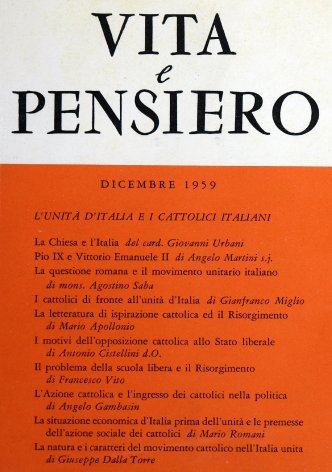 VITA
e
PENSIERO
DICEMBRE 1959
L'UNITÀ D'ITALIA E I CATTOLICI ITALIANI
La Chiesa e l'Italia del card. Giovanni Urbani
Pio IX e Vittorio Emanuele II di Angelo Martini s.j.
La questione romana e il movimento unitario italiano
di mons. Agostino Saba
I cattolici di fronte all'unità d'Italia di Gianfranco Miglio
La letteratura di ispirazione cattolica ed il Risorgimento
di Mario Apollonio
I motivi dell'opposizione cattolica allo Stato liberale
di Antonio Cistellini d.O.
Il problema della scuola libera e il Risorgimento
di Francesco Vito
L'Azione cattolica e l'ingresso dei cattolici nella politica
di Angelo Gambasin
La situazione economica d'Italia prima dell'unità e le premesse
dell'azione sociale dei cattolici di Mario Romani
La natura e i caratteri del movimento cattolico nell'Italia unita
di Giuseppe Dalla Torre